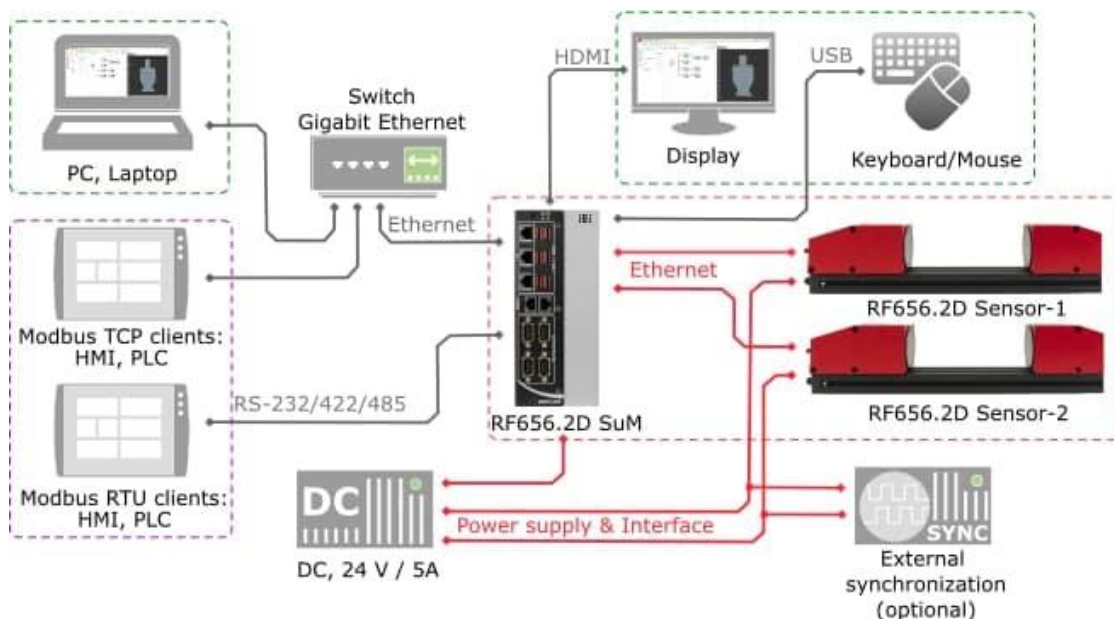 HDMI
USB
Switch
Gigabit Ethernet
PC, Laptop
Display
Keyboard/Mouse
Ethernet
Ethernet
RF656.2D Sensor-1
Modbus TCP clients:
HMI, PLC
RS-232/422/485
RF656.2D SuM
RF656.2D Sensor-2
Modbus RTU clients:
HMI, PLC
DC
Power supply & Interface
SYNC
DC, 24 V / 5A
External
synchronization
(optional)